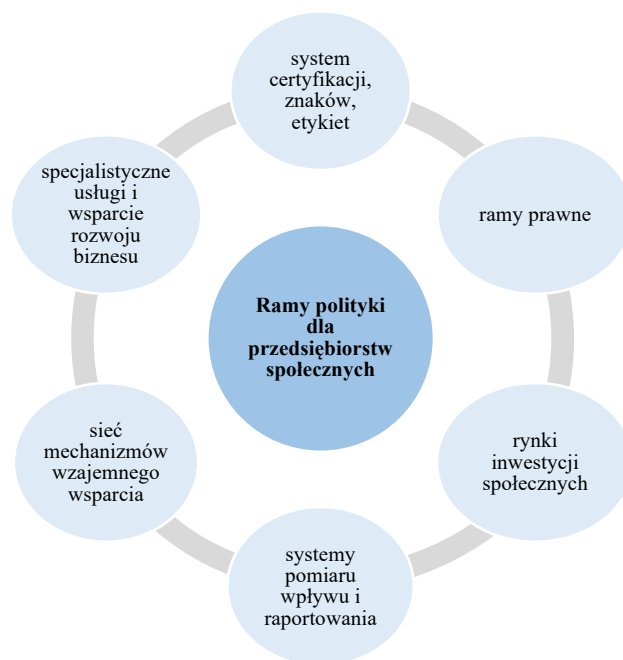 system
certyfikacji,
znaków,
etykiet
ramy prawne
rynki
inwestycji
społecznych
systemy
pomiaru
wpływu i
raportowania
sieć
mechanizmów
wzajemnego
wsparcia
specjalistyczne
usługi i
wsparcie
rozwoju
biznesu
Ramy polityki
dla
przedsiębiorstw
społecznych